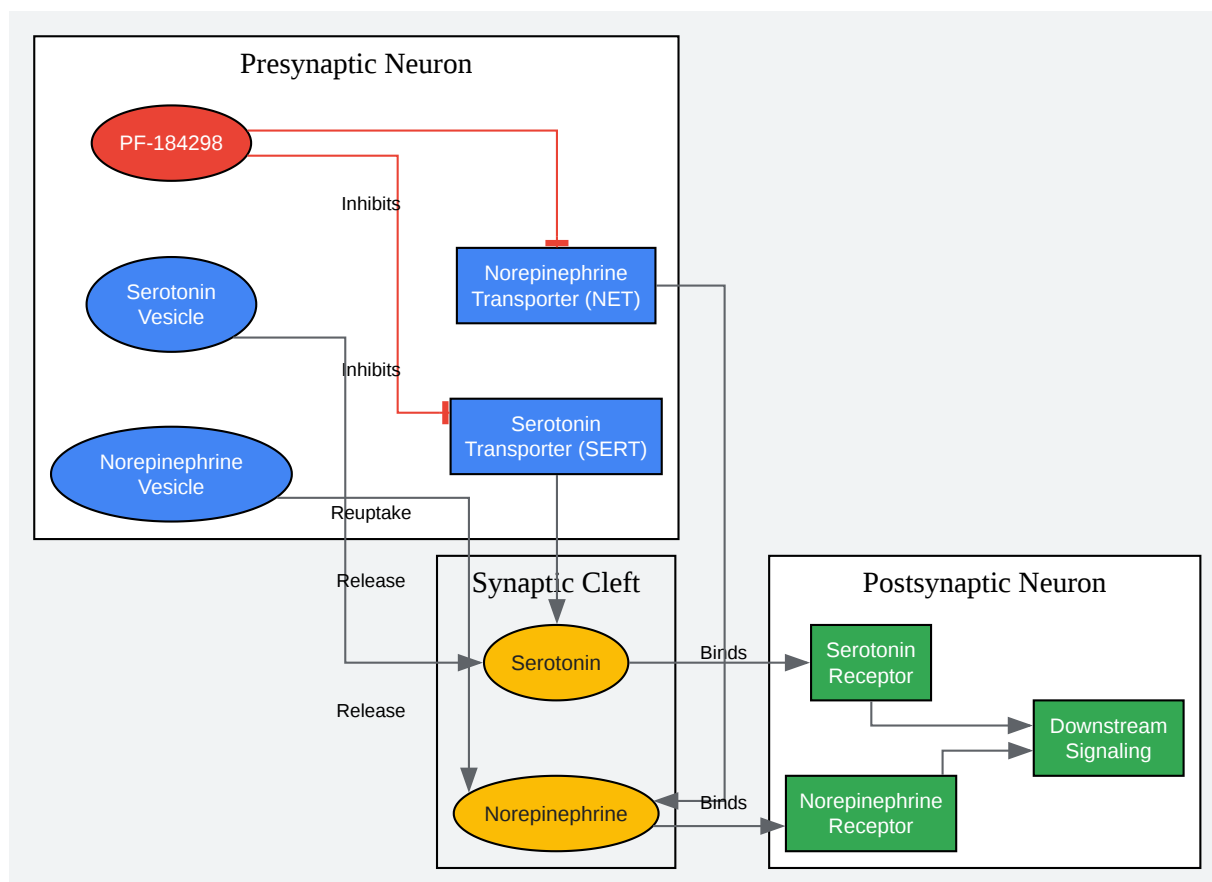 Presynaptic Neuron
PF-184298
Inhibits
Norepinephrine
Transporter (NET)
Serotonin
Vesicle
Inhibits
Serotonin
Transporter (SERT)
Norepinephrine
Vesicle
Reuptake
Release
Synaptic Cleft
Postsynaptic Neuron
Serotonin
Binds
Serotonin
Receptor
Release
Downstream
Signaling
Norepinephrine
Binds
Norepinephrine
Receptor